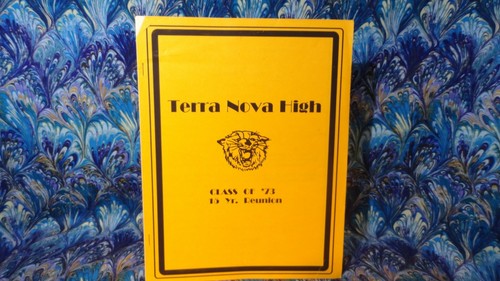 Terra Nova High
CLASS OF '73
15 Yr. Reunion